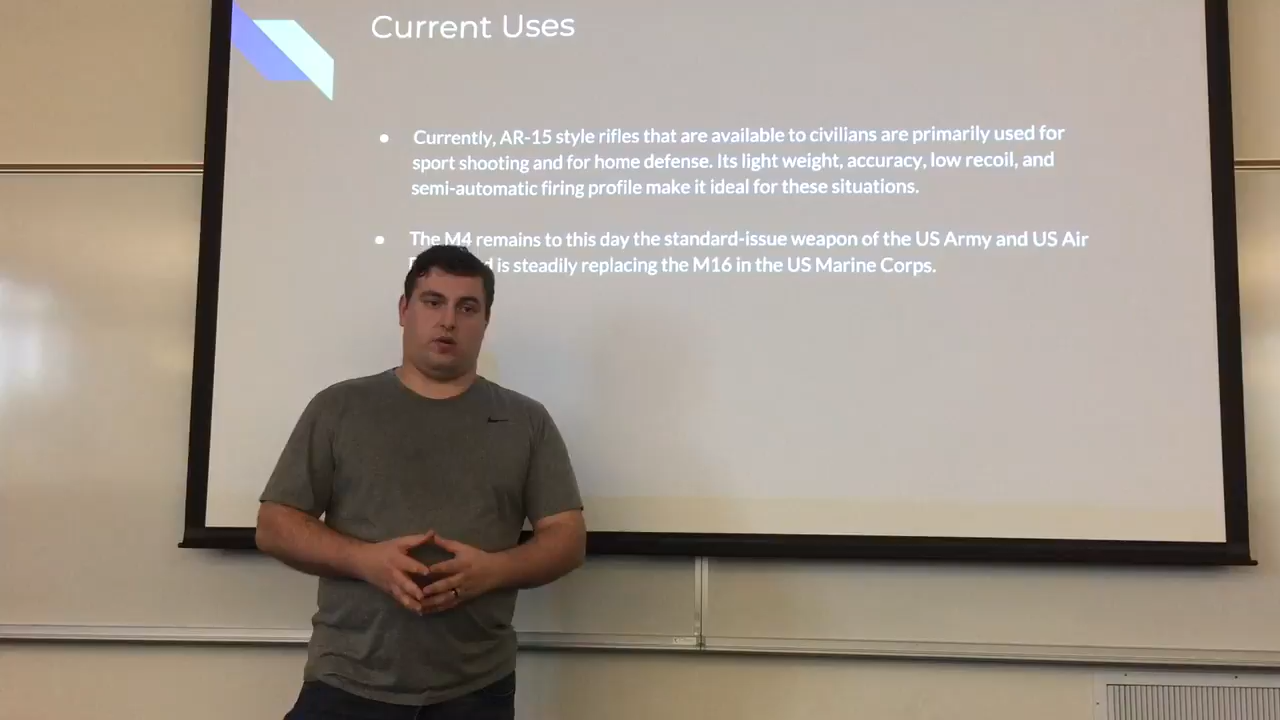 Current Uses
● Currently, AR-15 style rifles that are available to civilians are primarily used for
sport shooting and for home defense. Its light weight, accuracy, low recoil, and
semi-automatic firing profile make it ideal for these situations.
● The M4 remains to this day the standard-issue weapon of the US Army and US Air
is steadily replacing the M16 in the US Marine Corps.